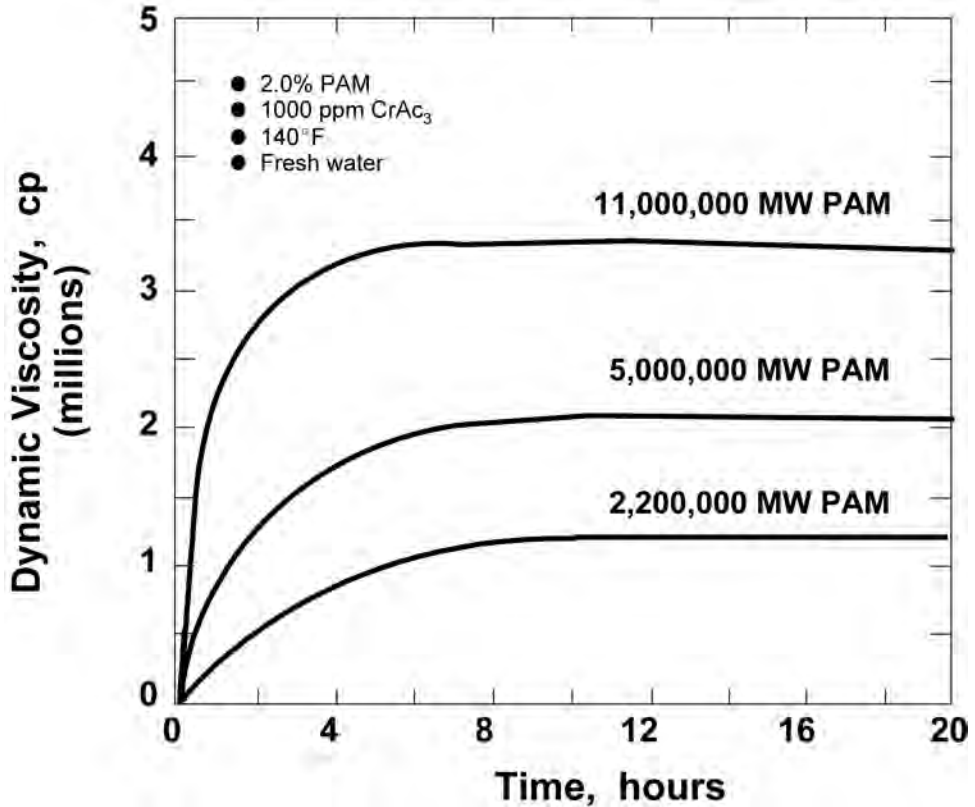 5
4
3
2
1
0
Dynamic Viscosity, cp
(millions)
● 2.0% PAM
● 1000 ppm CrAc₃
● 140°F
● Fresh water
11,000,000 MW PAM
5,000,000 MW PAM
2,200,000 MW PAM
0 4 8 12 16 20
Time, hours